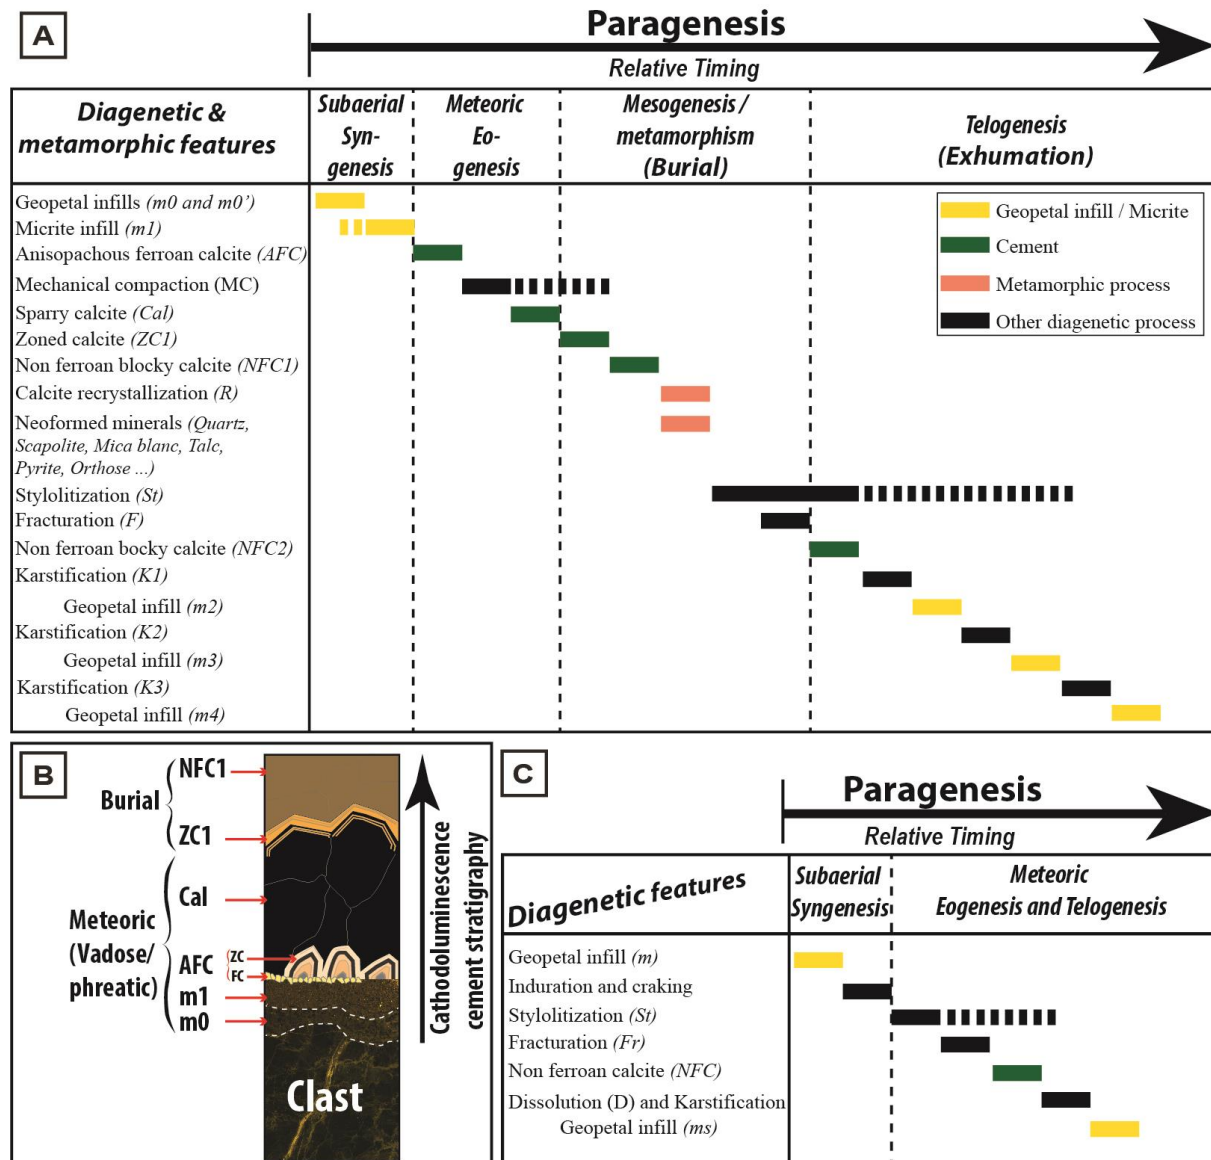 A
Paragenesis
Relative Timing
Diagenetic &
metamorphic features
Subaerial
Syn-
genesis
Meteoric
Eo-
genesis
Mesogenesis /
metamorphism
(Burial)
Telogenesis
(Exhumation)
Geopetal infills (m0 and m0’)
Micrite infill (m1)
Anisopachous ferroan calcite (AFC)
Mechanical compaction (MC)
Sparry calcite (Cal)
Zoned calcite (ZC1)
Non ferroan blocky calcite (NFC1)
Calcite recrystallization (R)
Neoformed minerals (Quartz,
Scapolite, Mica blanc, Talc,
Pyrite, Orthose ...)
Stylolitization (St)
Fracturation (F)
Non ferroan bocky calcite (NFC2)
Karstification (K1)
Geopetal infill (m2)
Karstification (K2)
Geopetal infill (m3)
Karstification (K3)
Geopetal infill (m4)
Geopetal infill / Micrite
Cement
Metamorphic process
Other diagenetic process
B
Burial
NFC1
ZC1
Meteoric
(Vadose/
phreatic)
Cal
AFC
ZC
FC
m1
m0
Clast
Cathodoluminescence
cement stratigraphy
C
Paragenesis
Relative Timing
Diagenetic features
Subaerial
Syngenesis
Meteoric
Eogenesis and Telogenesis
Geopetal infill (m)
Induration and craking
Stylolitization (St)
Fracturation (Fr)
Non ferroan calcite (NFC)
Dissolution (D) and Karstification
Geopetal infill (ms)